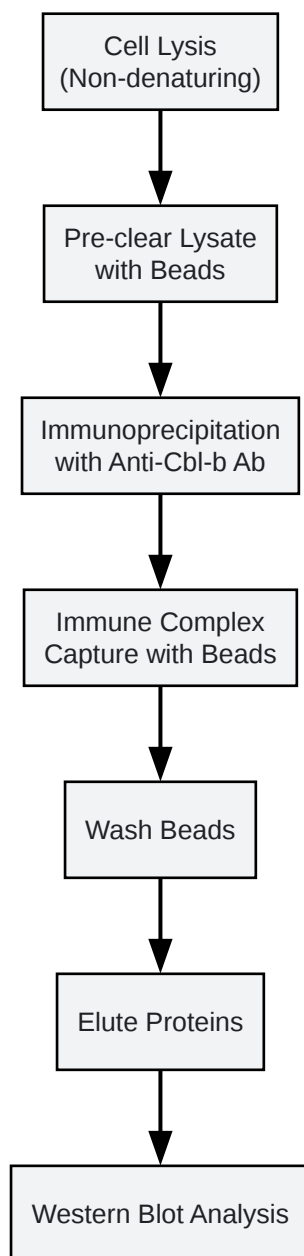 Cell Lysis
(Non-denaturing)
Pre-clear Lysate
with Beads
Immunoprecipitation
with Anti-Cbl-b Ab
Immune Complex
Capture with Beads
Wash Beads
Elute Proteins
Western Blot Analysis